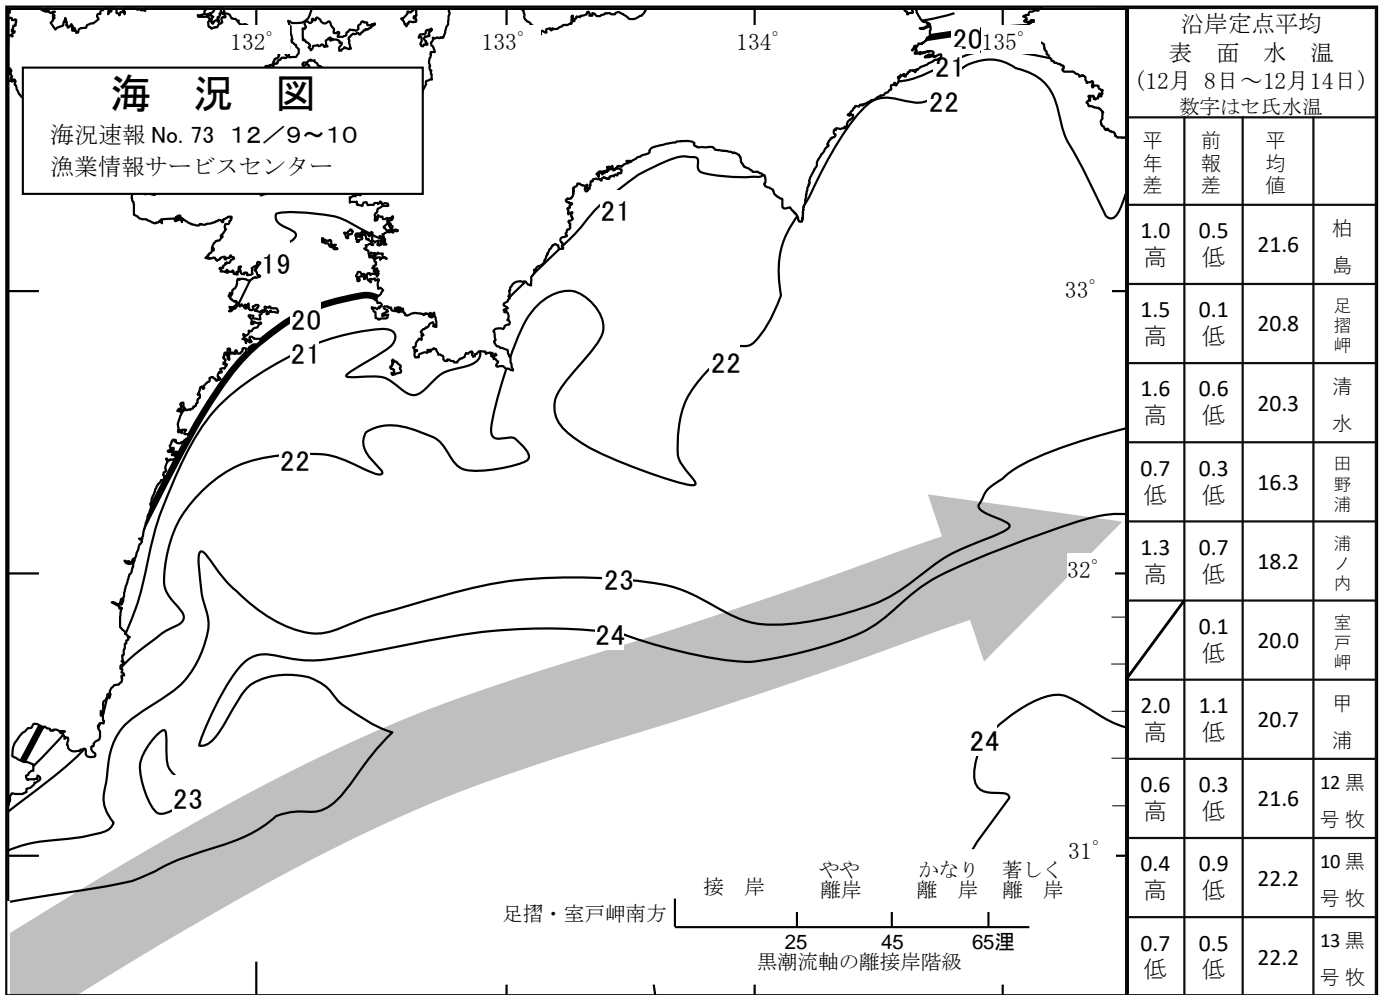 海 況 図
海況速報 No. 73 12/9～10
漁業情報サービスセンター
132°
133°
134°
135°
33°
32°
31°
20
21
22
21
19
20
21
22
22
23
24
23
24
接 岸
やや
離岸
かなり
離 岸
著しく
離 岸
足摺・室戸岬南方
25 45 65浬
黒潮流軸の離接岸階級
沿岸定点平均
表 面 水 温
(12月 8日～12月14日)
数字はセ氏水温
平年差 前報差 平均値
1.0高 0.5低 21.6 柏島
1.5高 0.1低 20.8 足摺岬
1.6高 0.6低 20.3 清水
0.7低 0.3低 16.3 田野浦
1.3高 0.7低 18.2 浦ノ内
0.1低 20.0 室戸岬
2.0高 1.1低 20.7 甲浦
0.6高 0.3低 21.6 黒牧12号
0.4高 0.9低 22.2 黒牧10号
0.7低 0.5低 22.2 黒牧13号